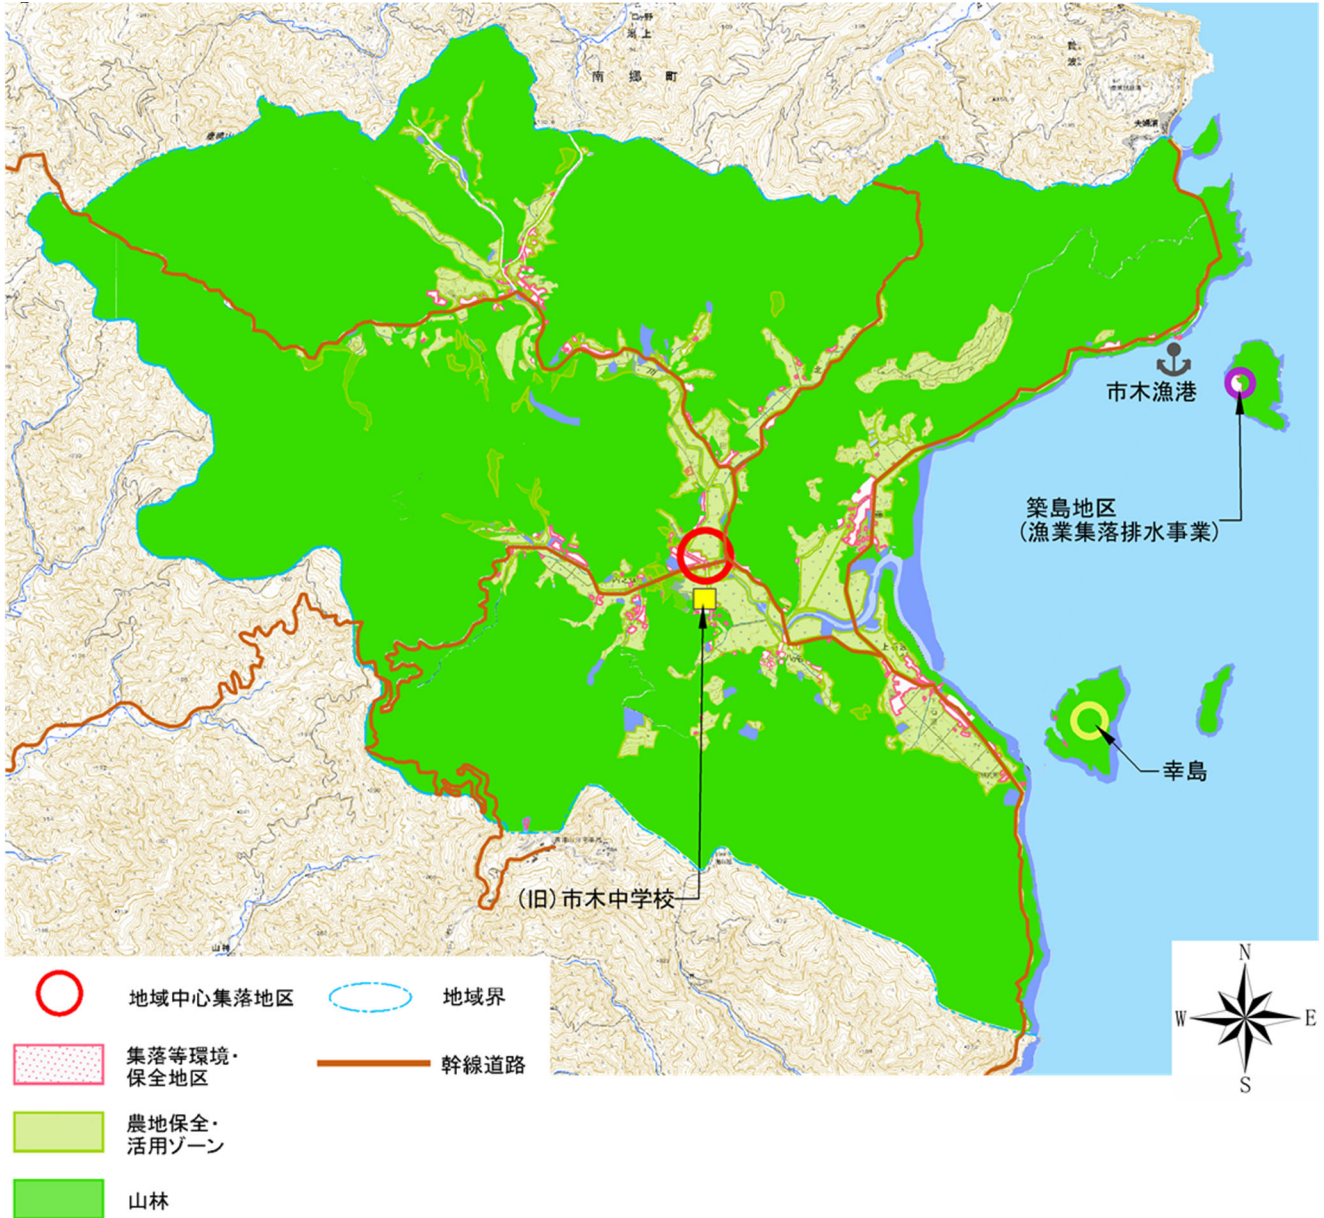 南郷町
夫婦浦
市木漁港
築島地区
(漁業集落排水事業)
幸島
(旧)市木中学校
地域中心集落地区
地域界
集落等環境・
保全地区
幹線道路
農地保全・
活用ゾーン
山林
N
W
E
S